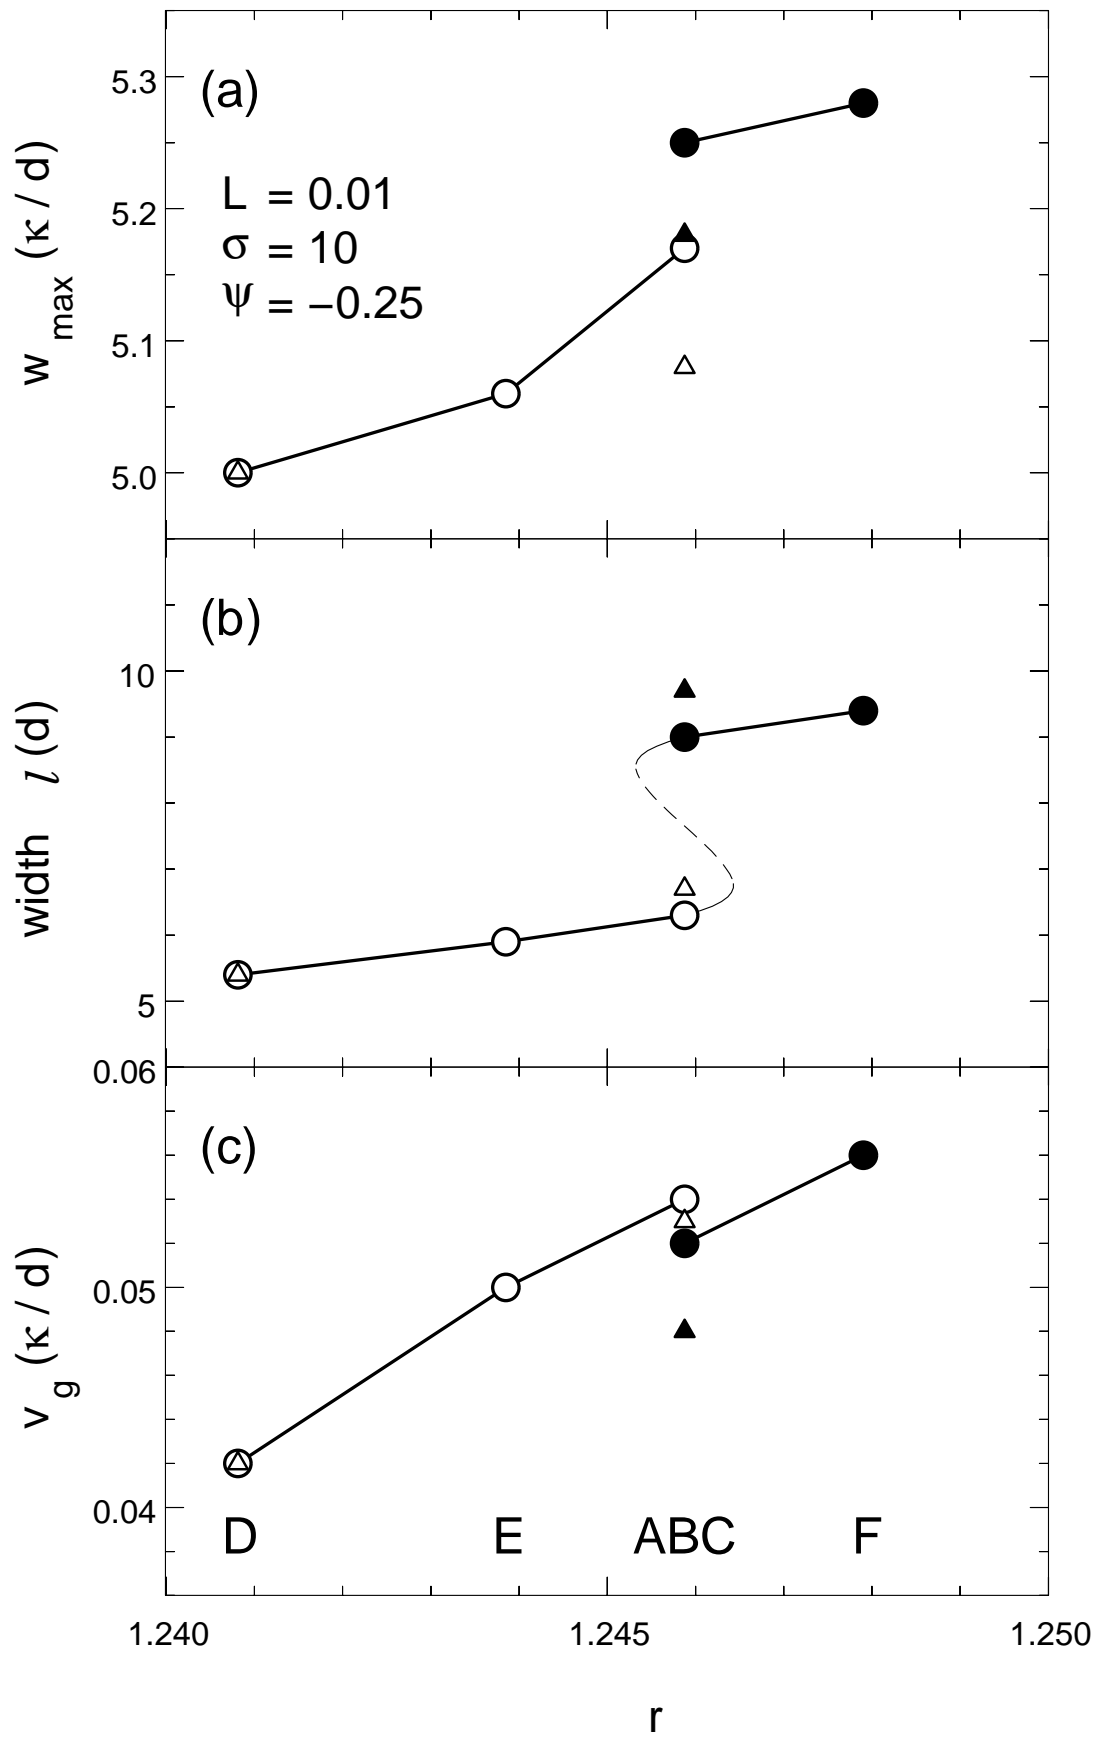 5.3
(a)
L = 0.01
5.2
σ = 10
ψ = −0.25
w max (κ / d)
5.1
5.0
(b)
10
width l (d)
5
0.06
(c)
v g (κ / d)
0.05
0.04
D E ABC F
1.240 1.245 1.250
r